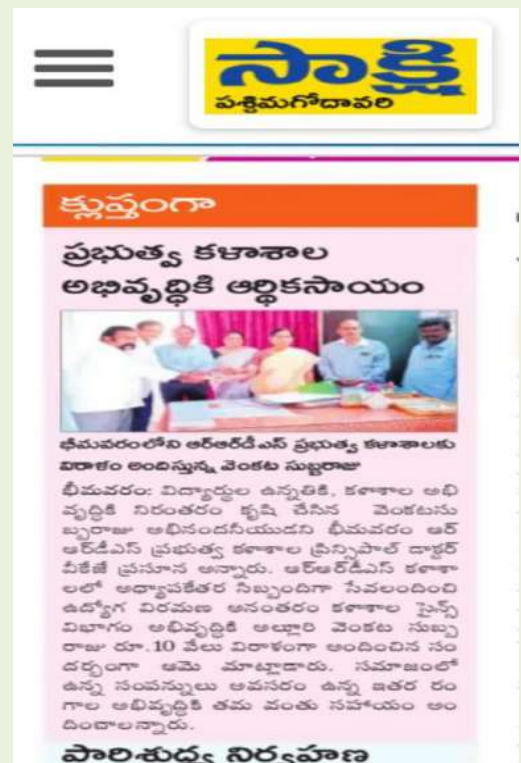 సాక్షి
పశ్చిమగోదావరి
క్లుప్తంగా
ప్రభుత్వ కళాశాల
అభివృద్ధికి ఆర్థికసాయం
భీమవరంలోని ఆర్ఆర్‌డీఎస్ ప్రభుత్వ కళాశాలకు
విరాళం అందిస్తున్న వెంకట సుబ్బరాజు
భీమవరం: విద్యార్థుల ఉన్నతికి, కళాశాల అభి
వృద్ధికి నిరంతరం కృషి చేసిన వెంకటసు
బ్బరాజు అభినందనీయుడని భీమవరం ఆర్
ఆర్‌డీఎస్ ప్రభుత్వ కళాశాల ప్రిన్సిపాల్ డాక్టర్
వీకేజే ప్రసూన అన్నారు. ఆర్ఆర్‌డీఎస్ కళాశా
లలో అధ్యాపకేతర సిబ్బందిగా సేవలందించి
ఉద్యోగ విరమణ అనంతరం కళాశాల సైన్స్
విభాగం అభివృద్ధికి అల్లూరి వెంకట సుబ్బ
రాజు రూ.10 వేలు విరాళంగా అందించిన సం
దర్భంగా ఆమె మాట్లాడారు. సమాజంలో
ఉన్న సంపన్నులు అవసరం ఉన్న ఇతర రం
గాల అభివృద్ధికి తమ వంతు సహాయం అం
దించాలన్నారు.
పారిశుద్ధ్య నిర్వహణ